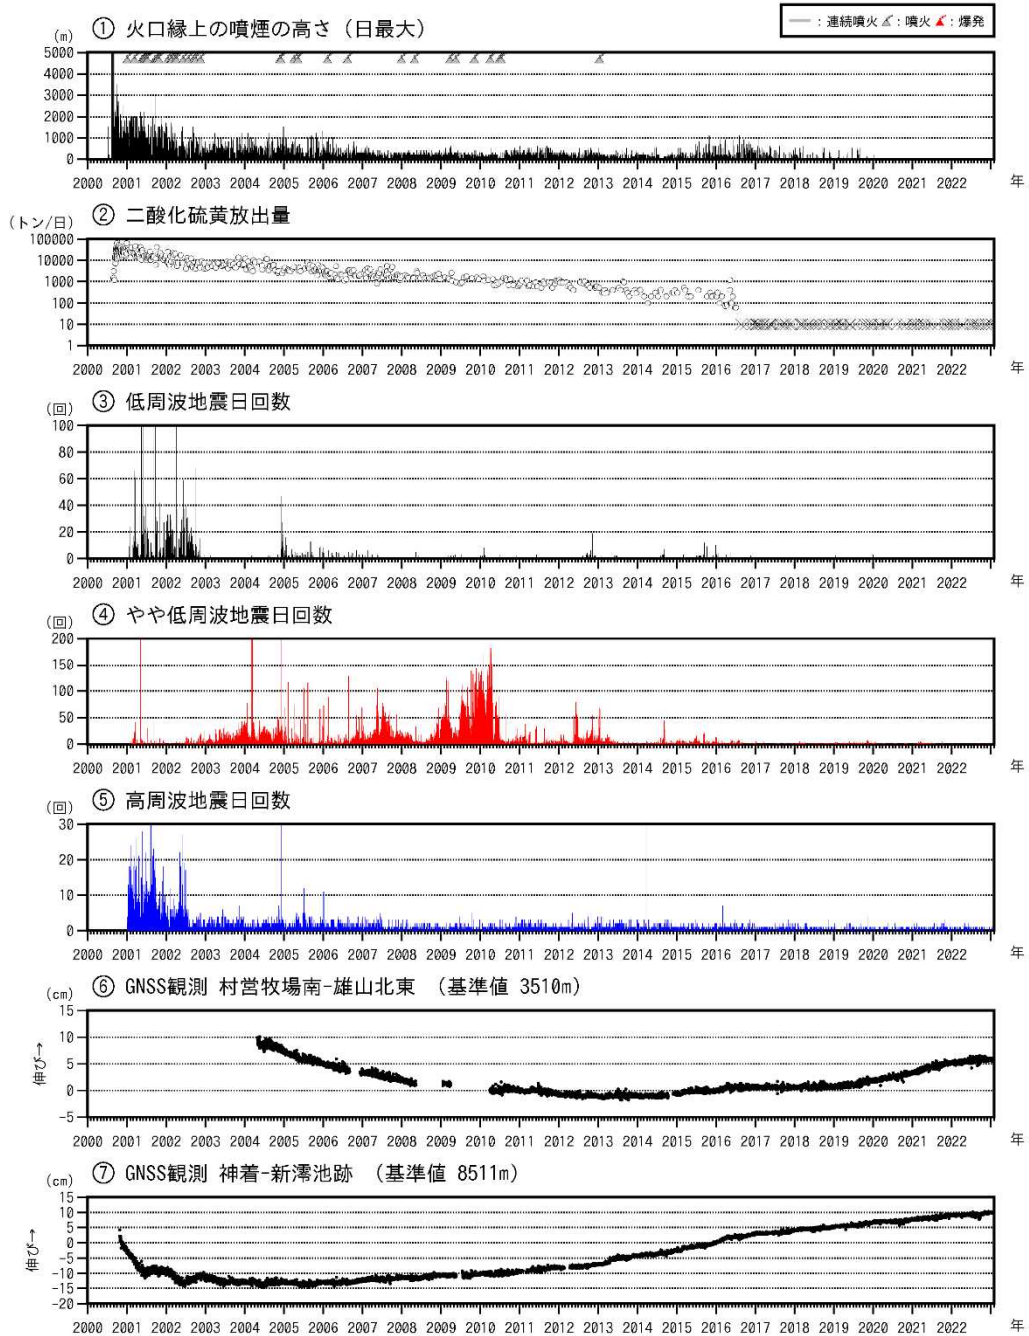 ━ : 連続噴火 : 噴火 : 爆発
① 火口縁上の噴煙の高さ（日最大）
(m)
5000
4000
3000
2000
1000
0
2000 2001 2002 2003 2004 2005 2006 2007 2008 2009 2010 2011 2012 2013 2014 2015 2016 2017 2018 2019 2020 2021 2022 年
② 二酸化硫黄放出量
(トン/日)
100000
10000
1000
100
10
1
2000 2001 2002 2003 2004 2005 2006 2007 2008 2009 2010 2011 2012 2013 2014 2015 2016 2017 2018 2019 2020 2021 2022 年
③ 低周波地震日回数
(回)
100
80
60
40
20
0
2000 2001 2002 2003 2004 2005 2006 2007 2008 2009 2010 2011 2012 2013 2014 2015 2016 2017 2018 2019 2020 2021 2022 年
④ やや低周波地震日回数
(回)
200
150
100
50
0
2000 2001 2002 2003 2004 2005 2006 2007 2008 2009 2010 2011 2012 2013 2014 2015 2016 2017 2018 2019 2020 2021 2022 年
⑤ 高周波地震日回数
(回)
30
20
10
0
2000 2001 2002 2003 2004 2005 2006 2007 2008 2009 2010 2011 2012 2013 2014 2015 2016 2017 2018 2019 2020 2021 2022 年
⑥ GNSS観測 村営牧場南-雄山北東 （基準値 3510m）
(cm)
15
10
5
0
-5
伸び→
2000 2001 2002 2003 2004 2005 2006 2007 2008 2009 2010 2011 2012 2013 2014 2015 2016 2017 2018 2019 2020 2021 2022 年
⑦ GNSS観測 神着-新澪池跡 （基準値 8511m）
(cm)
15
10
5
0
-5
-10
-15
-20
伸び→
2000 2001 2002 2003 2004 2005 2006 2007 2008 2009 2010 2011 2012 2013 2014 2015 2016 2017 2018 2019 2020 2021 2022 年